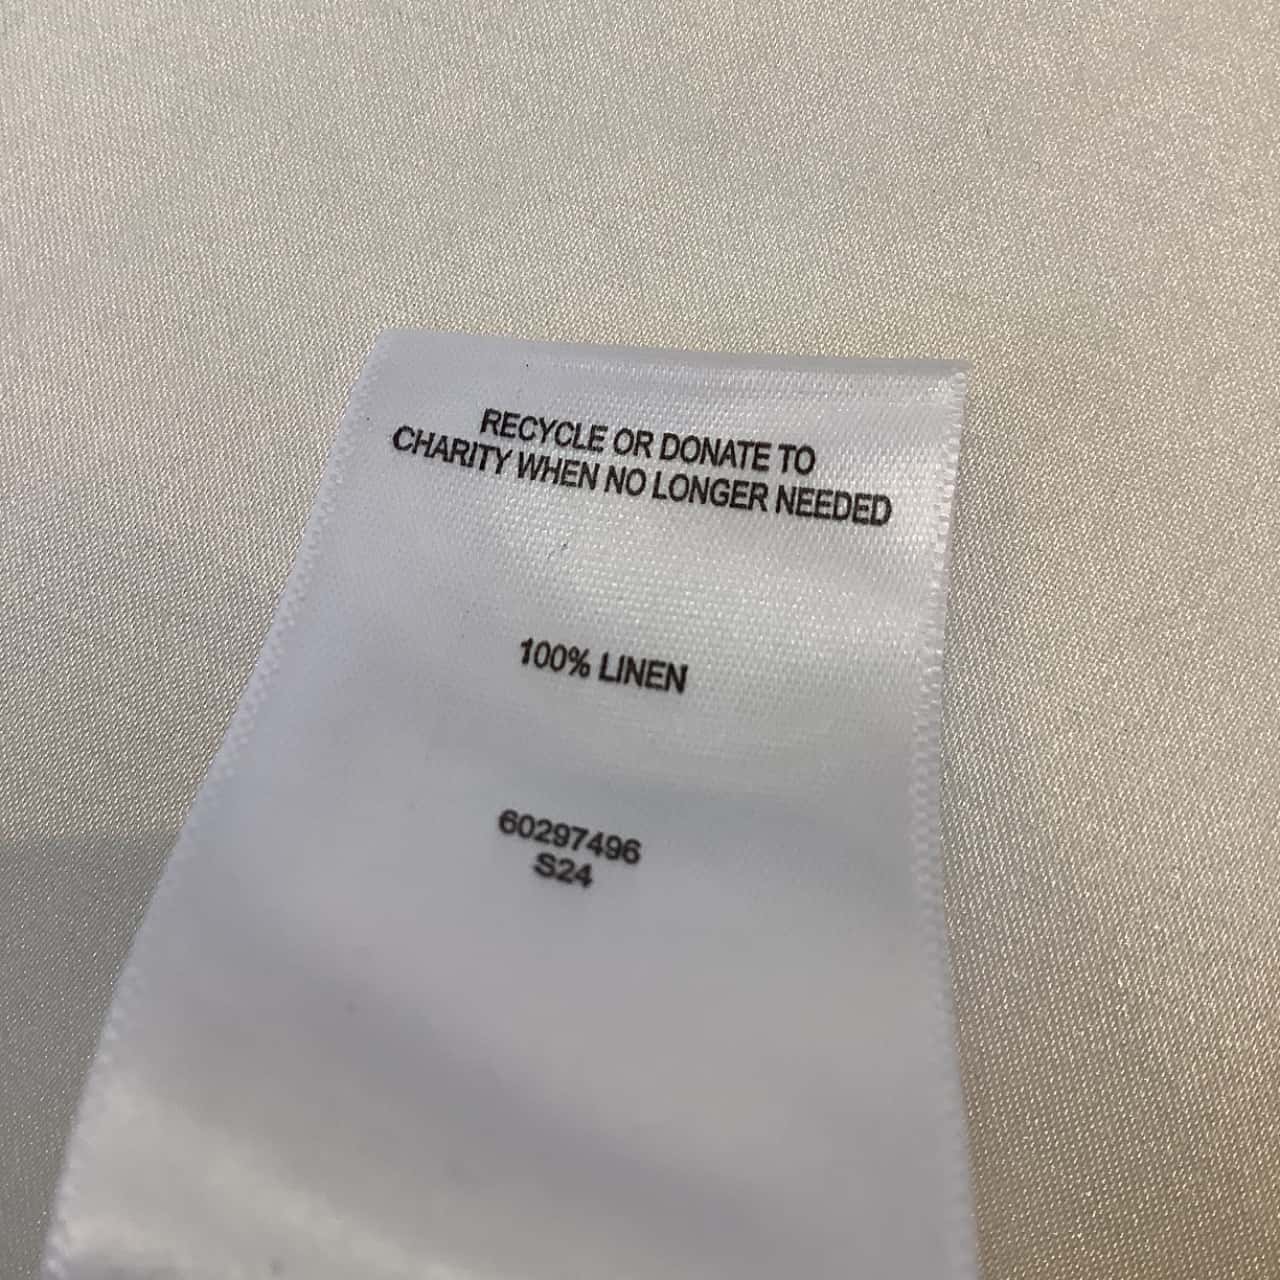 RECYCLE OR DONATE TO
CHARITY WHEN NO LONGER NEEDED
100% LINEN
60297496
S24